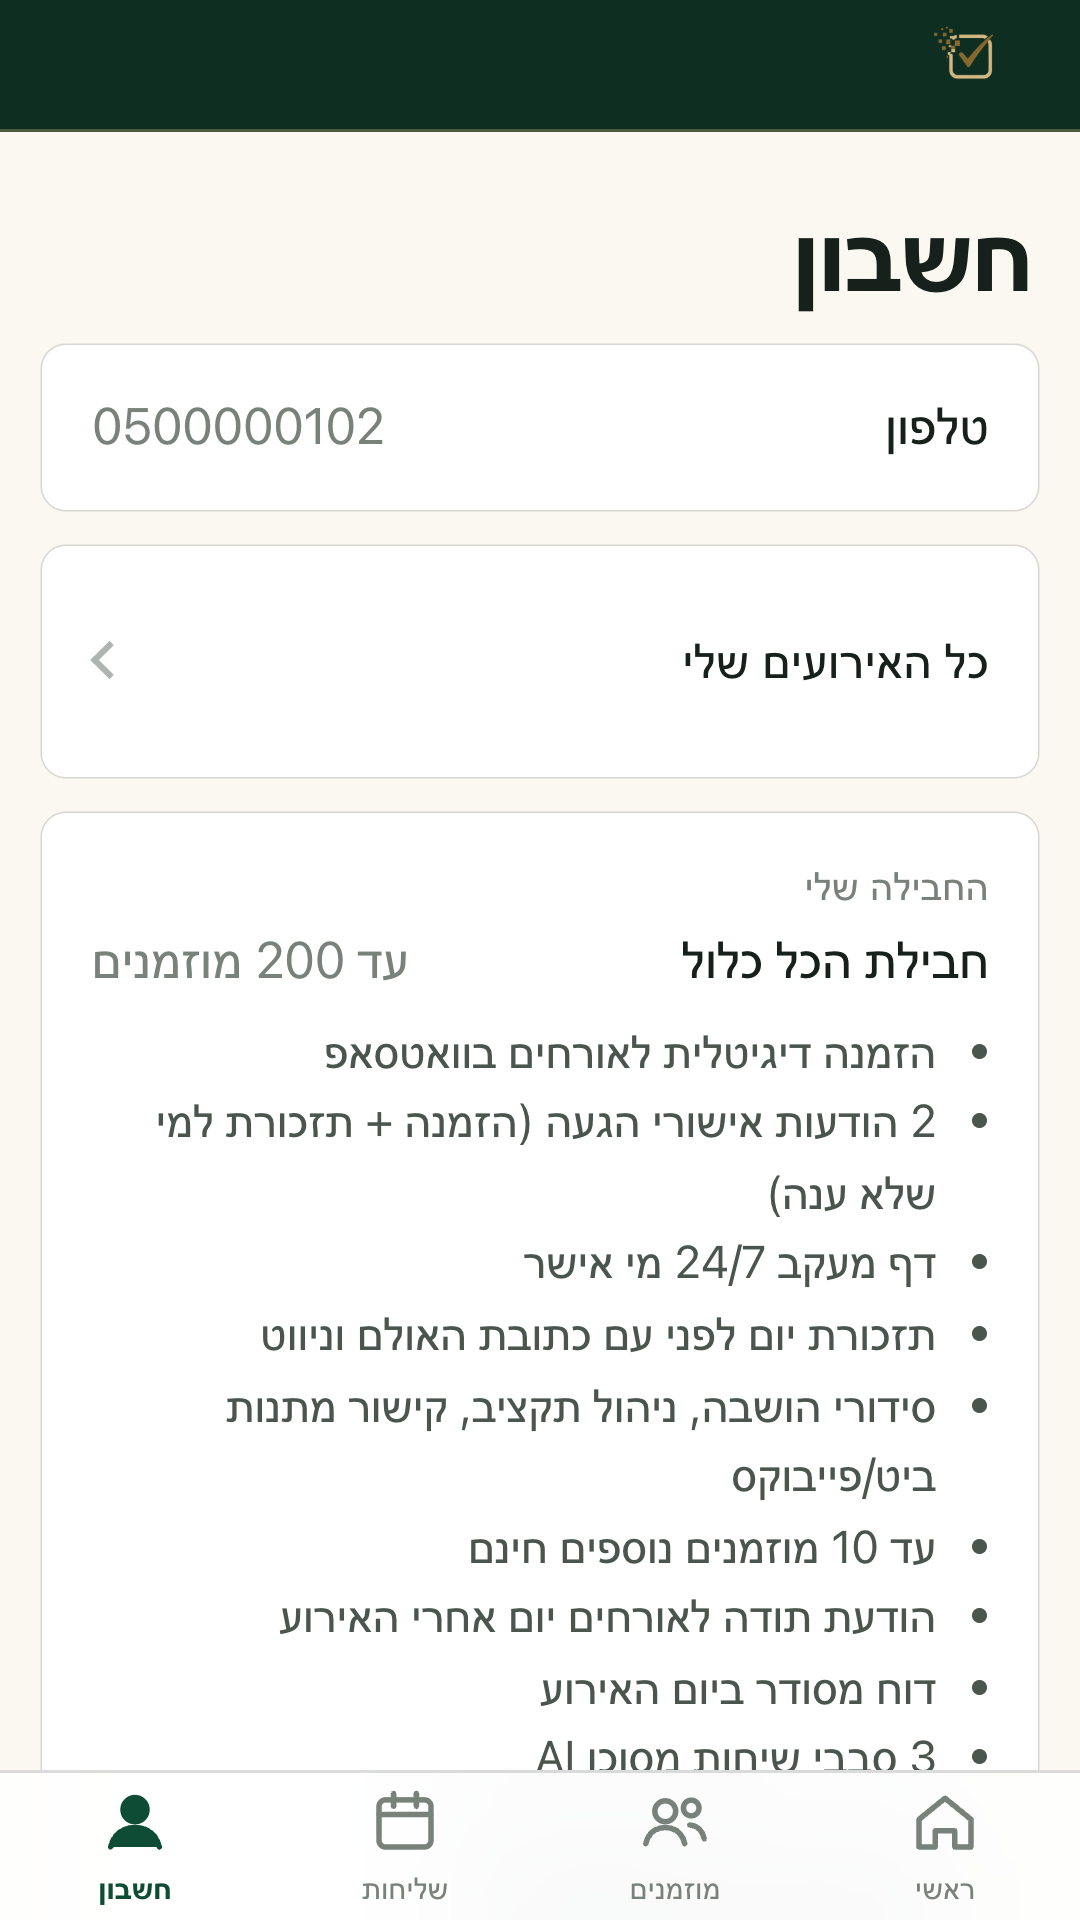 חשבון
טלפון
0500000102
כל האירועים שלי
החבילה שלי
חבילת הכל כלול
עד 200 מוזמנים
• הזמנה דיגיטלית לאורחים בוואטסאפ
• 2 הודעות אישורי הגעה (הזמנה + תזכורת למי
שלא ענה)
• דף מעקב 24/7 מי אישר
• תזכורת יום לפני עם כתובת האולם וניווט
• סידורי הושבה, ניהול תקציב, קישור מתנות
ביט/פייבוקס
• עד 10 מוזמנים נוספים חינם
• הודעת תודה לאורחים יום אחרי האירוע
• דוח מסודר ביום האירוע
• 3 סבבי שיחות מסוכן AI
ראשי
מוזמנים
שליחות
חשבון